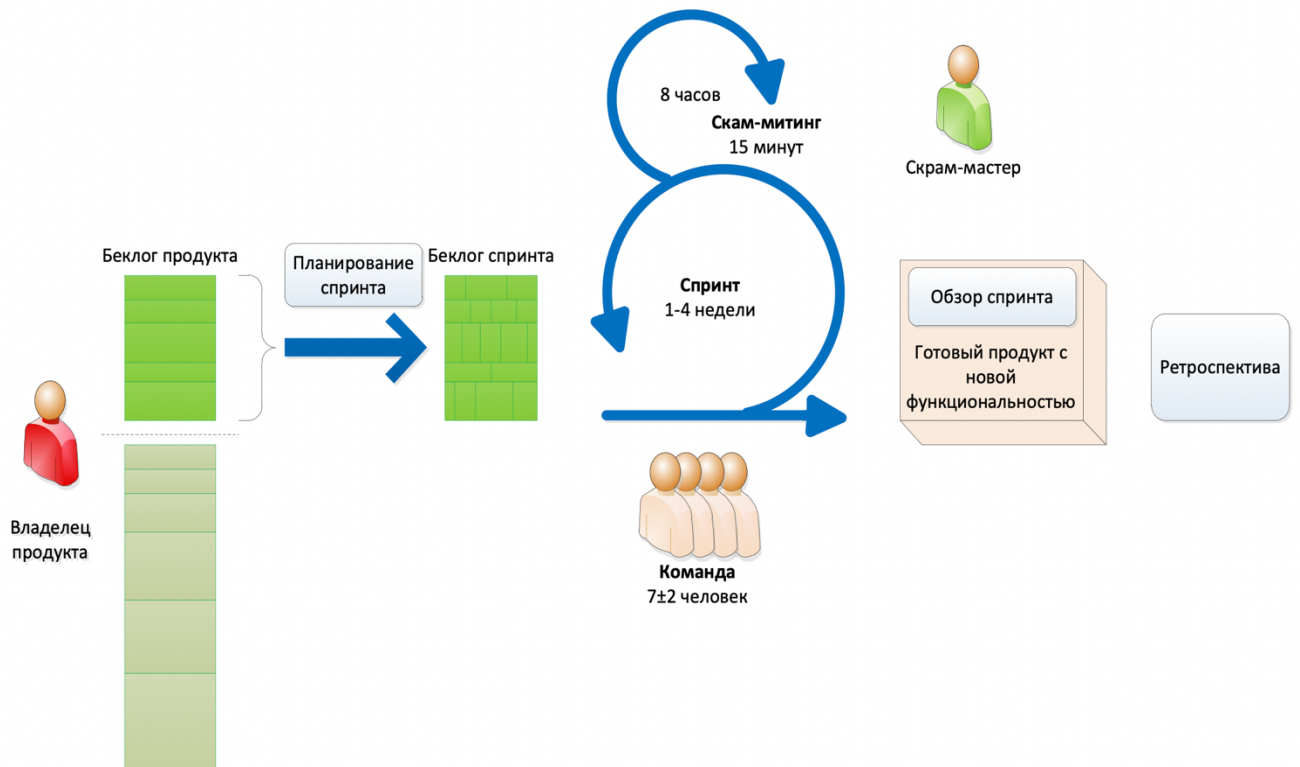 8 часов
Скам-митинг
15 минут
Скрам-мастер
Беклог продукта
Планирование
спринта
Беклог спринта
Спринт
1-4 недели
Обзор спринта
Готовый продукт с
новой
функциональностью
Ретроспектива
Владелец
продукта
Команда
7±2 человек